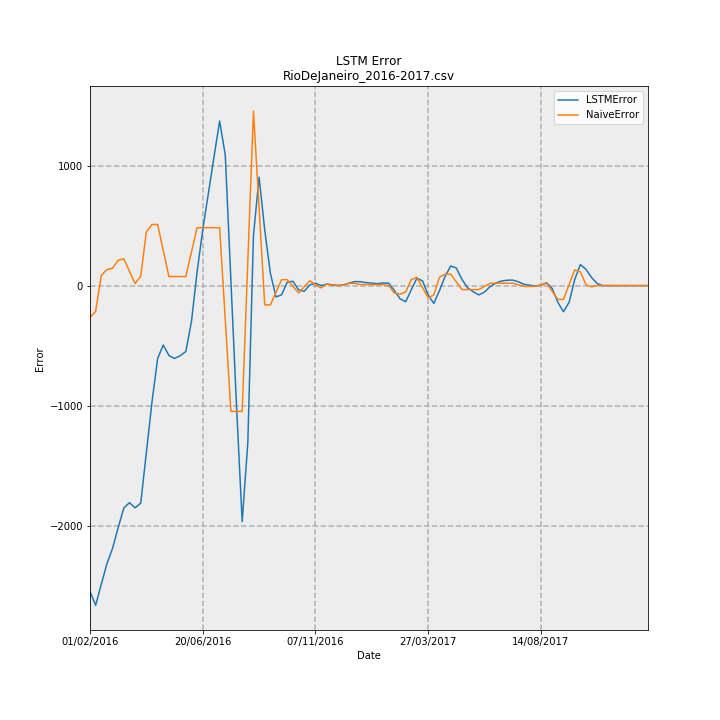 LSTM Error
RioDeJaneiro_2016-2017.csv
LSTMError
NaiveError
1000
0
−1000
−2000
Error
01/02/2016
20/06/2016
07/11/2016
27/03/2017
14/08/2017
Date